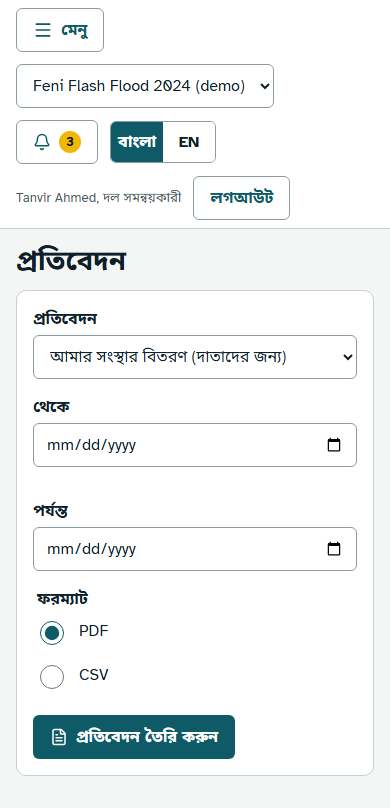 মেনু
Feni Flash Flood 2024 (demo)
3
বাংলা EN
Tanvir Ahmed, দল সমন্বয়কারী লগআউট
প্রতিবেদন
প্রতিবেদন
আমার সংস্থার বিতরণ (দাতাদের জন্য)
থেকে
mm/dd/yyyy
পর্যন্ত
mm/dd/yyyy
ফরম্যাট
PDF
CSV
প্রতিবেদন তৈরি করুন